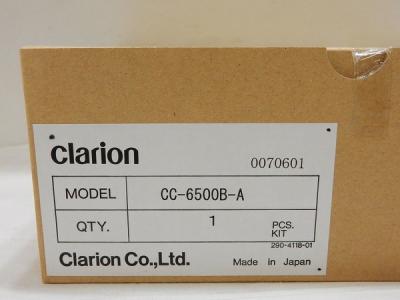 clarion
0070601
MODEL CC-6500B-A
QTY. 1 PCS. KIT
290-4118-01
Clarion Co.,Ltd. Made in Japan